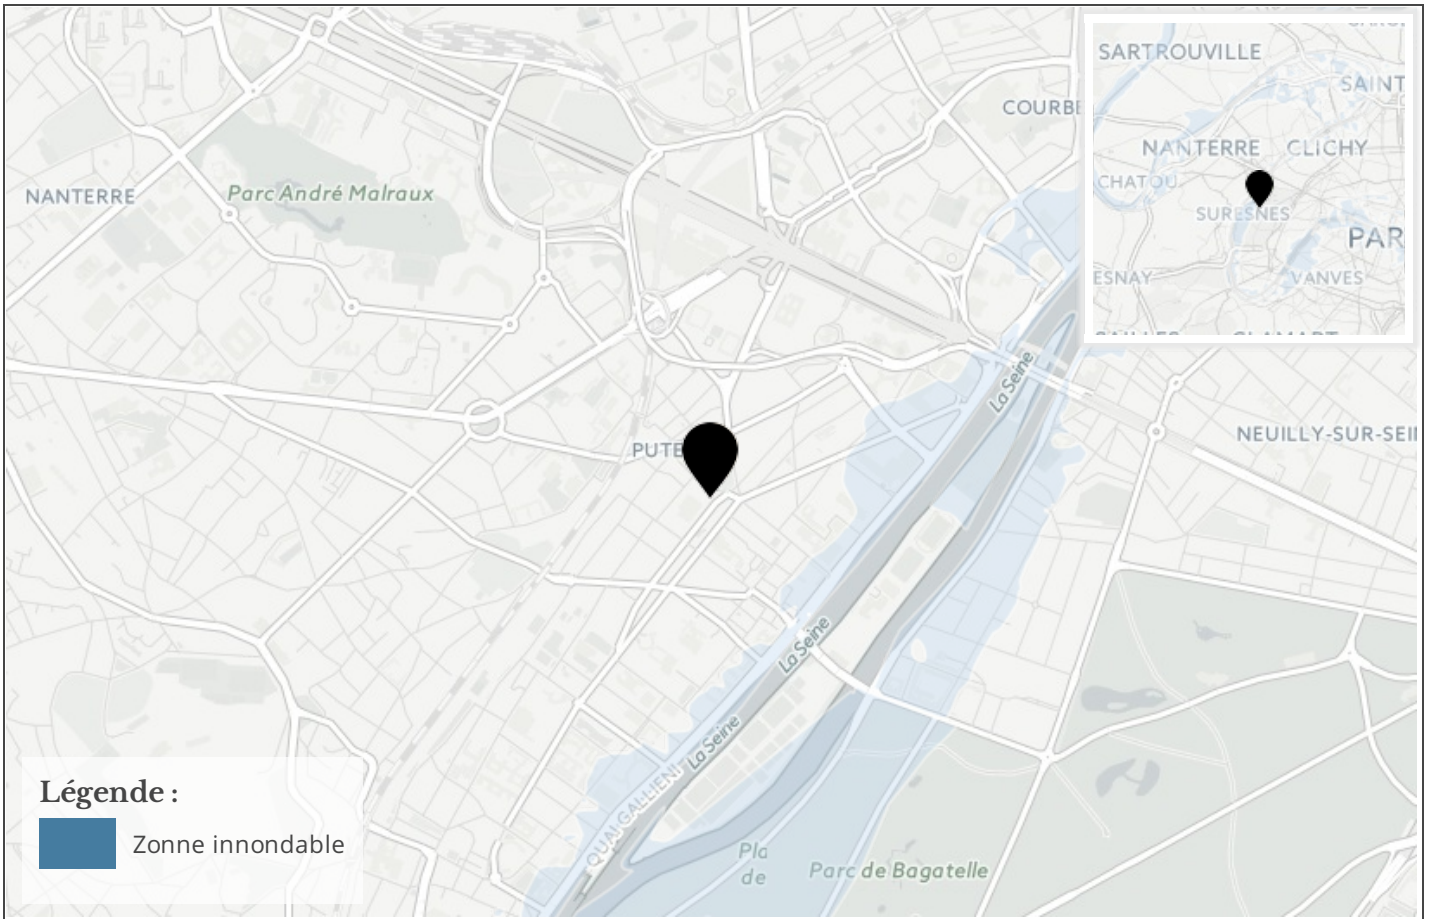 COURBE
NANTERRE
Parc André Malraux
La Seine
PUTE
NEUILLY-SUR-SEI
La Seine
La Seine
QUAI GALLIENI
Pla
de
Parc de Bagatelle
Légende :
Zonne innondable
SARTROUVILLE
SAINT
NANTERRE
CLICHY
CHATOU
SURESNES
PAR
ESNAY
VANVES